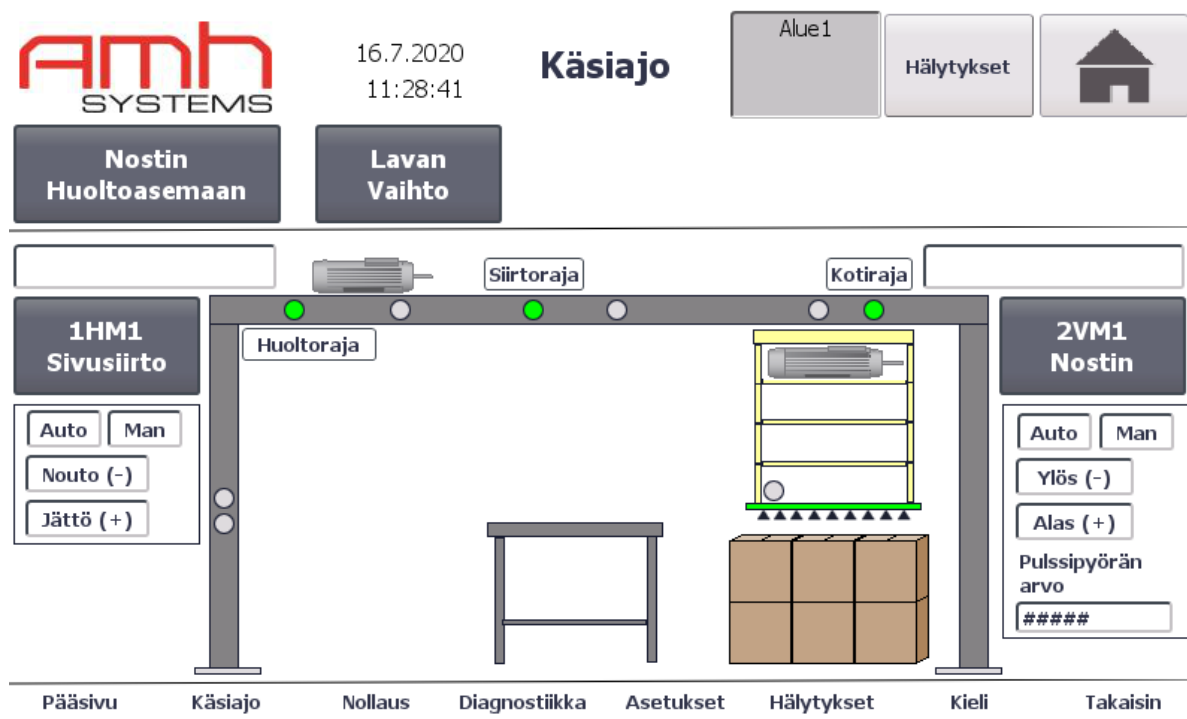 amh
SYSTEMS
16.7.2020
11:28:41
Käsiajo
Alue1
Hälytykset
Nostin
Huoltoasemaan
Lavan
Vaihto
Siirtoraja
Kotiraja
1HM1
Sivusiirto
Huoltoraja
2VM1
Nostin
Auto
Man
Nouto (-)
Jättö (+)
Auto
Man
Ylös (-)
Alas (+)
Pulssipyörän
arvo
#####
Pääsivu
Käsiajo
Nollaus
Diagnostiikka
Asetukset
Hälytykset
Kieli
Takaisin